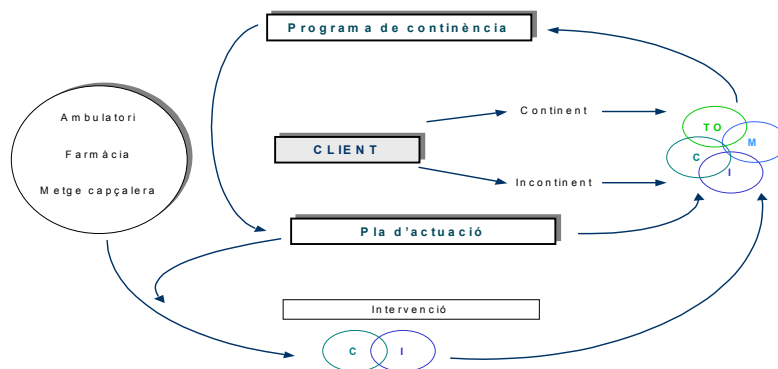 Programa de continència
Ambulatori
Farmàcia
Metge capçalera
CLIENT
Continent
Incontinent
TO
M
C
I
Pla d'actuació
Intervenció
C
I